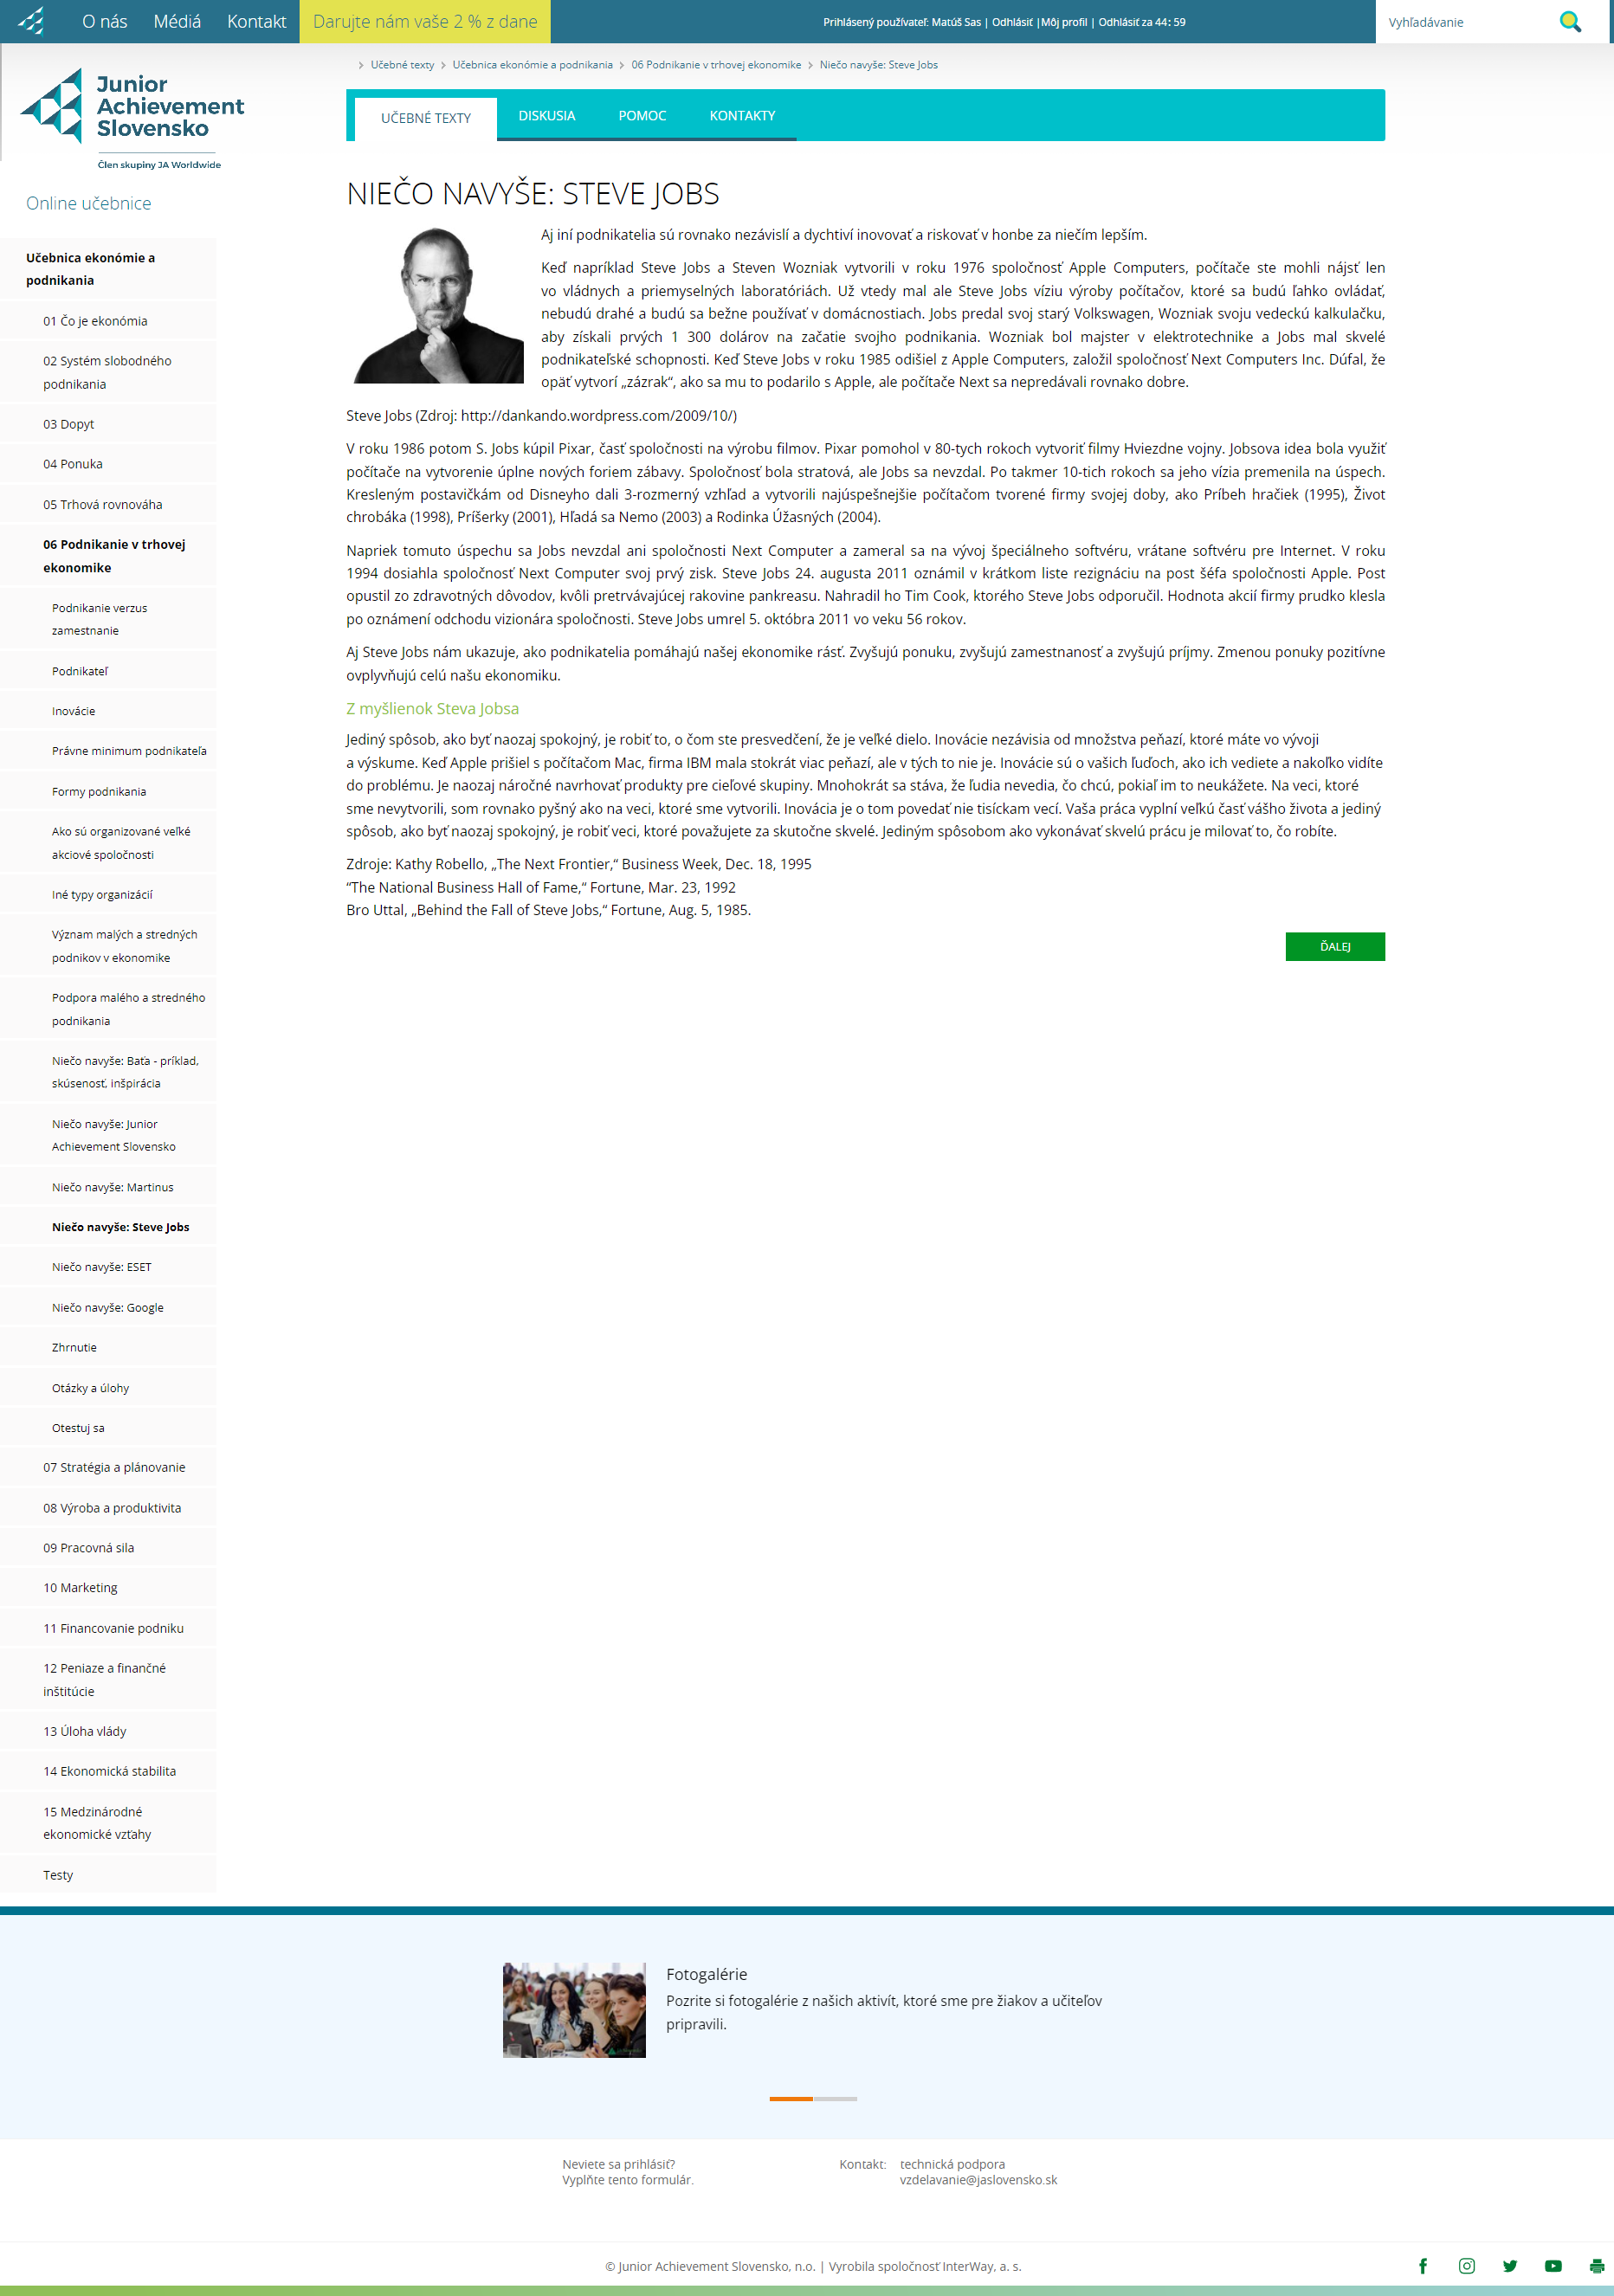 O nás Médiá Kontakt Darujte nám vaše 2 % z dane Prihlásený používateľ: Matúš Sas | Odhlásiť |Môj profil | Odhlásiť za 44: 59 Vyhľadávanie
Učebné texty Učebnica ekonómie a podnikania 06 Podnikanie v trhovej ekonomike Niečo navyše: Steve Jobs
Junior
Achievement
Slovensko
Člen skupiny JA Worldwide
UČEBNÉ TEXTY DISKUSIA POMOC KONTAKTY
Online učebnice
Učebnica ekonómie a
podnikania
01 Čo je ekonómia
02 Systém slobodného
podnikania
03 Dopyt
04 Ponuka
05 Trhová rovnováha
06 Podnikanie v trhovej
ekonomike
Podnikanie verzus
zamestnanie
Podnikateľ
Inovácie
Právne minimum podnikateľa
Formy podnikania
Ako sú organizované veľké
akciové spoločnosti
Iné typy organizácií
Význam malých a stredných
podnikov v ekonomike
Podpora malého a stredného
podnikania
Niečo navyše: Baťa - príklad,
skúsenosť, inšpirácia
Niečo navyše: Junior
Achievement Slovensko
Niečo navyše: Martinus
Niečo navyše: Steve Jobs
Niečo navyše: ESET
Niečo navyše: Google
Zhrnutie
Otázky a úlohy
Otestuj sa
07 Stratégia a plánovanie
08 Výroba a produktivita
09 Pracovná sila
10 Marketing
11 Financovanie podniku
12 Peniaze a finančné
inštitúcie
13 Úloha vlády
14 Ekonomická stabilita
15 Medzinárodné
ekonomické vzťahy
Testy
NIEČO NAVYŠE: STEVE JOBS
Aj iní podnikatelia sú rovnako nezávislí a dychtiví inovovať a riskovať v honbe za niečím lepším.
Keď napríklad Steve Jobs a Steven Wozniak vytvorili v roku 1976 spoločnosť Apple Computers, počítače ste mohli nájsť len
vo vládnych a priemyselných laboratóriách. Už vtedy mal ale Steve Jobs víziu výroby počítačov, ktoré sa budú ľahko ovládať,
nebudú drahé a budú sa bežne používať v domácnostiach. Jobs predal svoj starý Volkswagen, Wozniak svoju vedeckú kalkulačku,
aby získali prvých 1 300 dolárov na začatie svojho podnikania. Wozniak bol majster v elektrotechnike a Jobs mal skvelé
podnikateľské schopnosti. Keď Steve Jobs v roku 1985 odišiel z Apple Computers, založil spoločnosť Next Computers Inc. Dúfal, že
opäť vytvorí „zázrak“, ako sa mu to podarilo s Apple, ale počítače Next sa nepredávali rovnako dobre.
Steve Jobs (Zdroj: http://dankando.wordpress.com/2009/10/)
V roku 1986 potom S. Jobs kúpil Pixar, časť spoločnosti na výrobu filmov. Pixar pomohol v 80-tych rokoch vytvoriť filmy Hviezdne vojny. Jobsova idea bola využiť
počítače na vytvorenie úplne nových foriem zábavy. Spoločnosť bola stratová, ale Jobs sa nevzdal. Po takmer 10-tich rokoch sa jeho vízia premenila na úspech.
Kresleným postavičkám od Disneyho dali 3-rozmerný vzhľad a vytvorili najúspešnejšie počítačom tvorené firmy svojej doby, ako Príbeh hračiek (1995), Život
chrobáka (1998), Príšerky (2001), Hľadá sa Nemo (2003) a Rodinka Úžasných (2004).
Napriek tomuto úspechu sa Jobs nevzdal ani spoločnosti Next Computer a zameral sa na vývoj špeciálneho softvéru, vrátane softvéru pre Internet. V roku
1994 dosiahla spoločnosť Next Computer svoj prvý zisk. Steve Jobs 24. augusta 2011 oznámil v krátkom liste rezignáciu na post šéfa spoločnosti Apple. Post
opustil zo zdravotných dôvodov, kvôli pretrvávajúcej rakovine pankreasu. Nahradil ho Tim Cook, ktorého Steve Jobs odporučil. Hodnota akcií firmy prudko klesla
po oznámení odchodu vizionára spoločnosti. Steve Jobs umrel 5. októbra 2011 vo veku 56 rokov.
Aj Steve Jobs nám ukazuje, ako podnikatelia pomáhajú našej ekonomike rásť. Zvyšujú ponuku, zvyšujú zamestnanosť a zvyšujú príjmy. Zmenou ponuky pozitívne
ovplyvňujú celú našu ekonomiku.
Z myšlienok Steva Jobsa
Jediný spôsob, ako byť naozaj spokojný, je robiť to, o čom ste presvedčení, že je veľké dielo. Inovácie nezávisia od množstva peňazí, ktoré máte vo vývoji
a výskume. Keď Apple prišiel s počítačom Mac, firma IBM mala stokrát viac peňazí, ale v tých to nie je. Inovácie sú o vašich ľuďoch, ako ich vediete a nakoľko vidíte
do problému. Je naozaj náročné navrhovať produkty pre cieľové skupiny. Mnohokrát sa stáva, že ľudia nevedia, čo chcú, pokiaľ im to neukážete. Na veci, ktoré
sme nevytvorili, som rovnako pyšný ako na veci, ktoré sme vytvorili. Inovácia je o tom povedať nie tisíckam vecí. Vaša práca vyplní veľkú časť vášho života a jediný
spôsob, ako byť naozaj spokojný, je robiť veci, ktoré považujete za skutočne skvelé. Jediným spôsobom ako vykonávať skvelú prácu je milovať to, čo robíte.
Zdroje: Kathy Robello, „The Next Frontier,“ Business Week, Dec. 18, 1995
“The National Business Hall of Fame,“ Fortune, Mar. 23, 1992
Bro Uttal, „Behind the Fall of Steve Jobs,“ Fortune, Aug. 5, 1985.
ĎALEJ
Fotogalérie
Pozrite si fotogalérie z našich aktivít, ktoré sme pre žiakov a učiteľov
pripravili.
Neviete sa prihlásiť?
Vyplňte tento formulár.
Kontakt: technická podpora
vzdelavanie@jaslovensko.sk
© Junior Achievement Slovensko, n.o. | Vyrobila spoločnosť InterWay, a. s.